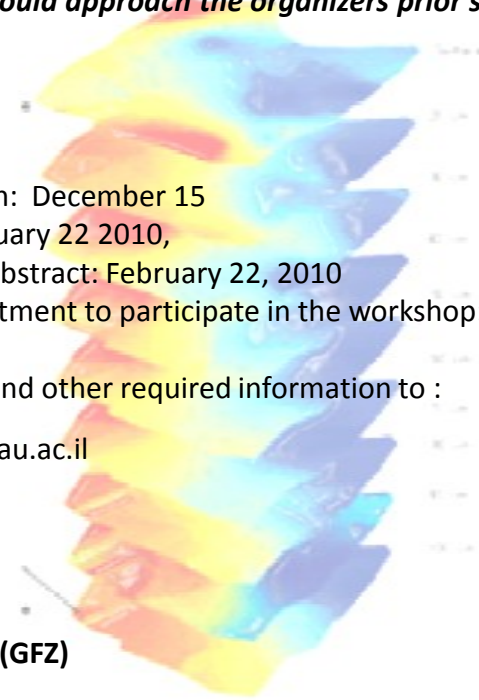 ould approach the organizers prior s
n: December 15
uary 22 2010,
bstract: February 22, 2010
tment to participate in the workshop
nd other required information to :
au.ac.il
(GFZ)